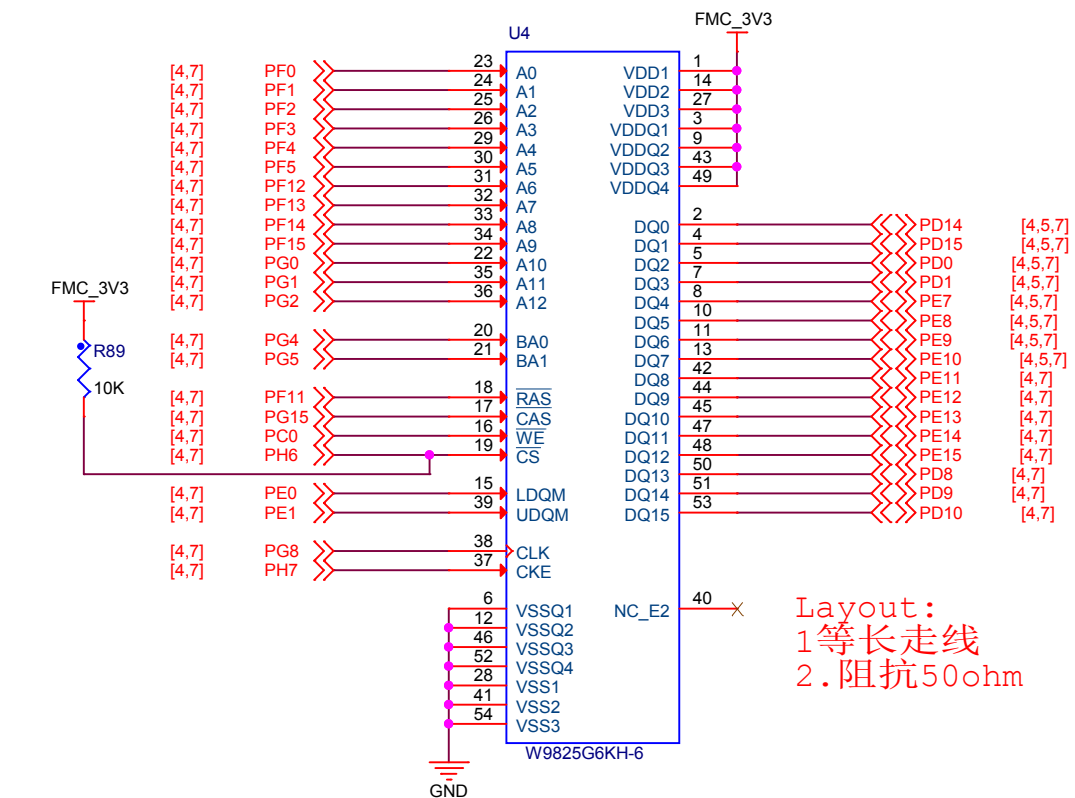 FMC_3V3
U4
[4,7] PF0 23 A0 VDD1 1
[4,7] PF1 24 A1 VDD2 14
[4,7] PF2 25 A2 VDD3 27
[4,7] PF3 26 A3 VDDQ1 3
[4,7] PF4 29 A4 VDDQ2 9
[4,7] PF5 30 A5 VDDQ3 43
[4,7] PF12 31 A6 VDDQ4 49
[4,7] PF13 32 A7
[4,7] PF14 33 A8 DQ0 2 PD14 [4,5,7]
[4,7] PF15 34 A9 DQ1 4 PD15 [4,5,7]
[4,7] PG0 22 A10 DQ2 5 PD0 [4,5,7]
[4,7] PG1 35 A11 DQ3 7 PD1 [4,5,7]
[4,7] PG2 36 A12 DQ4 8 PE7 [4,5,7]
FMC_3V3
DQ5 10 PE8 [4,5,7]
[4,7] PG4 20 BA0 DQ6 11 PE9 [4,5,7]
[4,7] PG5 21 BA1 DQ7 13 PE10 [4,5,7]
R89
DQ8 42 PE11 [4,7]
10K
[4,7] PF11 18 RAS DQ9 44 PE12 [4,7]
[4,7] PG15 17 CAS DQ10 45 PE13 [4,7]
[4,7] PC0 16 WE DQ11 47 PE14 [4,7]
[4,7] PH6 19 CS DQ12 48 PE15 [4,7]
DQ13 50 PD8 [4,7]
[4,7] PE0 15 LDQM DQ14 51 PD9 [4,7]
[4,7] PE1 39 UDQM DQ15 53 PD10 [4,7]
[4,7] PG8 38 CLK
[4,7] PH7 37 CKE
6 VSSQ1 NC_E2 40
12 VSSQ2
46 VSSQ3
52 VSSQ4
28 VSS1
41 VSS2
54 VSS3
Layout:
1等长走线
2.阻抗50ohm
W9825G6KH-6
GND